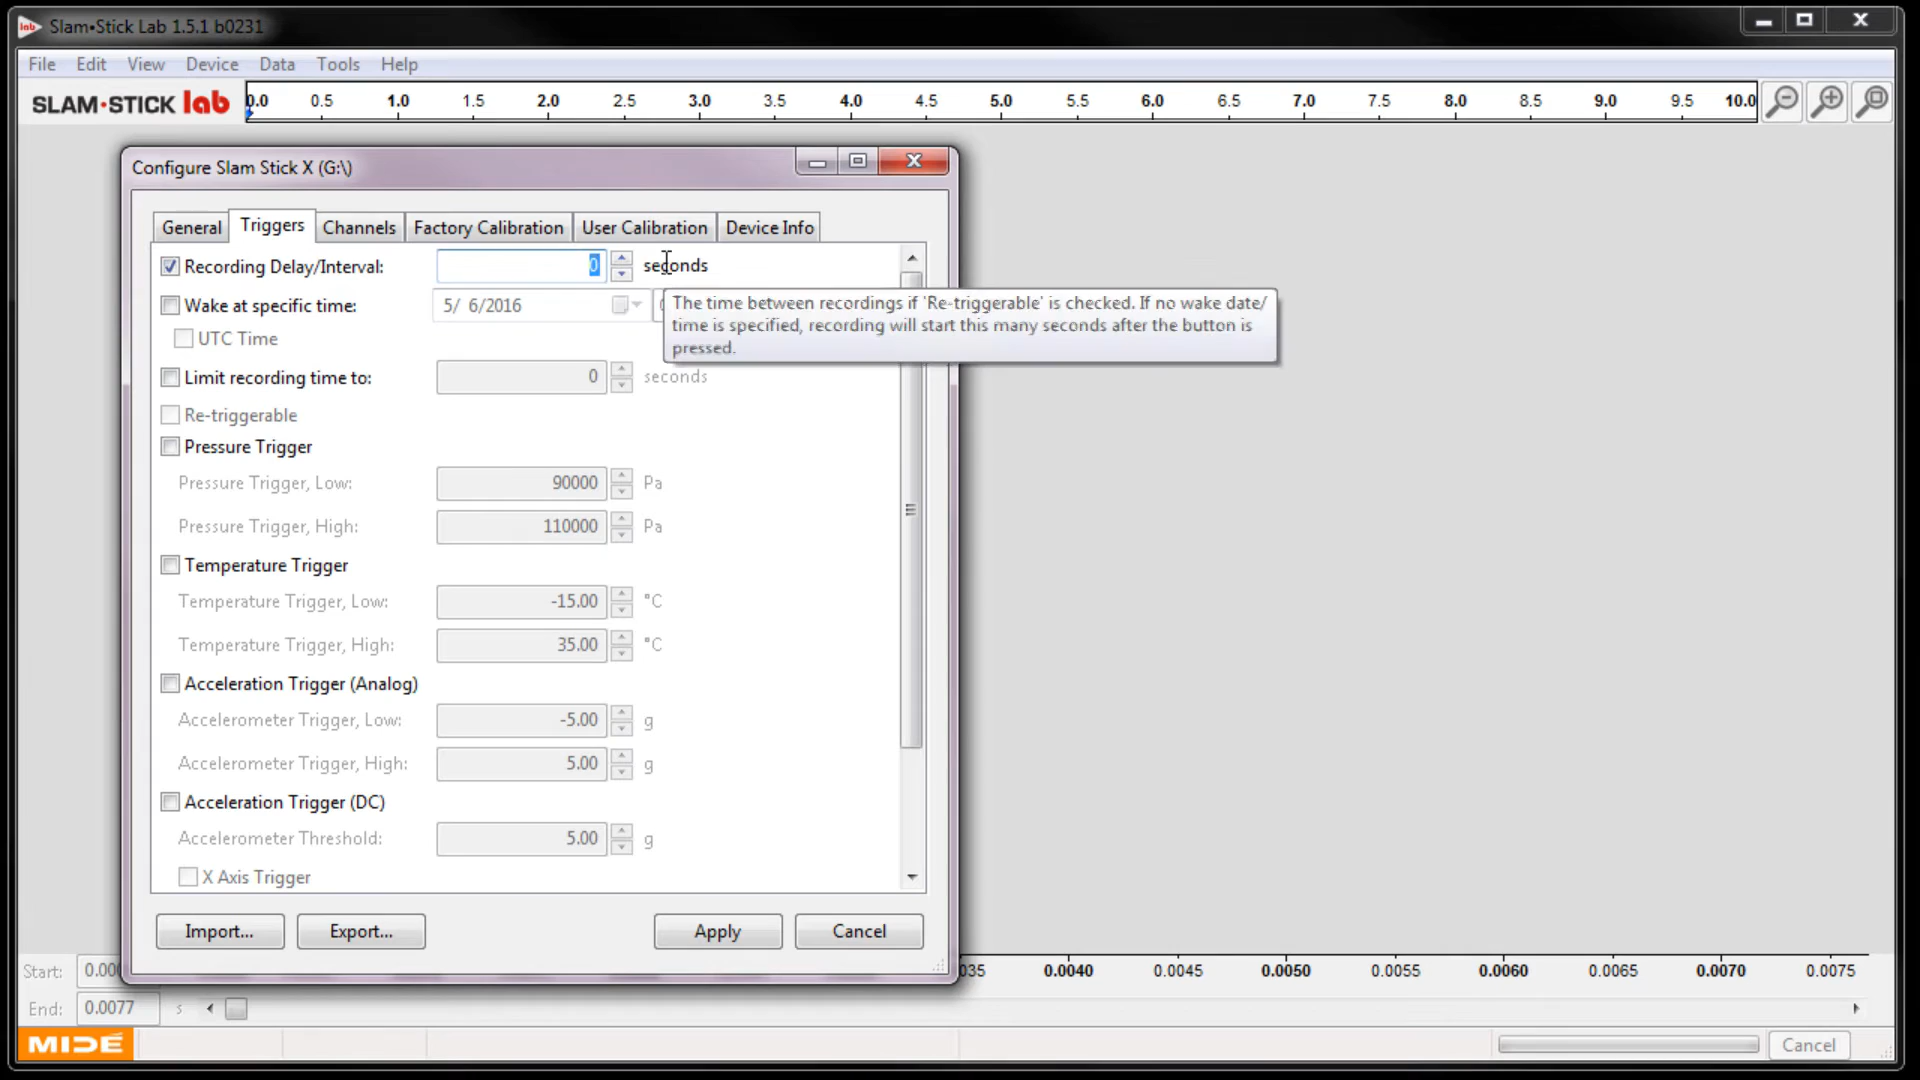 lab Slam•Stick Lab 1.5.1 b0231
File Edit View Device Data Tools Help
SLAM•STICK lab 0.0 0.5 1.0 1.5 2.0 2.5 3.0 3.5 4.0 4.5 5.0 5.5 6.0 6.5 7.0 7.5 8.0 8.5 9.0 9.5 10.0
Configure Slam Stick X (G:\)
General Triggers Channels Factory Calibration User Calibration Device Info
Recording Delay/Interval: 0 seconds
Wake at specific time: 5/ 6/2016
The time between recordings if 'Re-triggerable' is checked. If no wake date/
time is specified, recording will start this many seconds after the button is
pressed.
UTC Time
Limit recording time to: 0 seconds
Re-triggerable
Pressure Trigger
Pressure Trigger, Low: 90000 Pa
Pressure Trigger, High: 110000 Pa
Temperature Trigger
Temperature Trigger, Low: -15.00 °C
Temperature Trigger, High: 35.00 °C
Acceleration Trigger (Analog)
Accelerometer Trigger, Low: -5.00 g
Accelerometer Trigger, High: 5.00 g
Acceleration Trigger (DC)
Accelerometer Threshold: 5.00 g
X Axis Trigger
Import... Export... Apply Cancel
Start: 0.000 035 0.0040 0.0045 0.0050 0.0055 0.0060 0.0065 0.0070 0.0075
End: 0.0077 s
MIDE Cancel